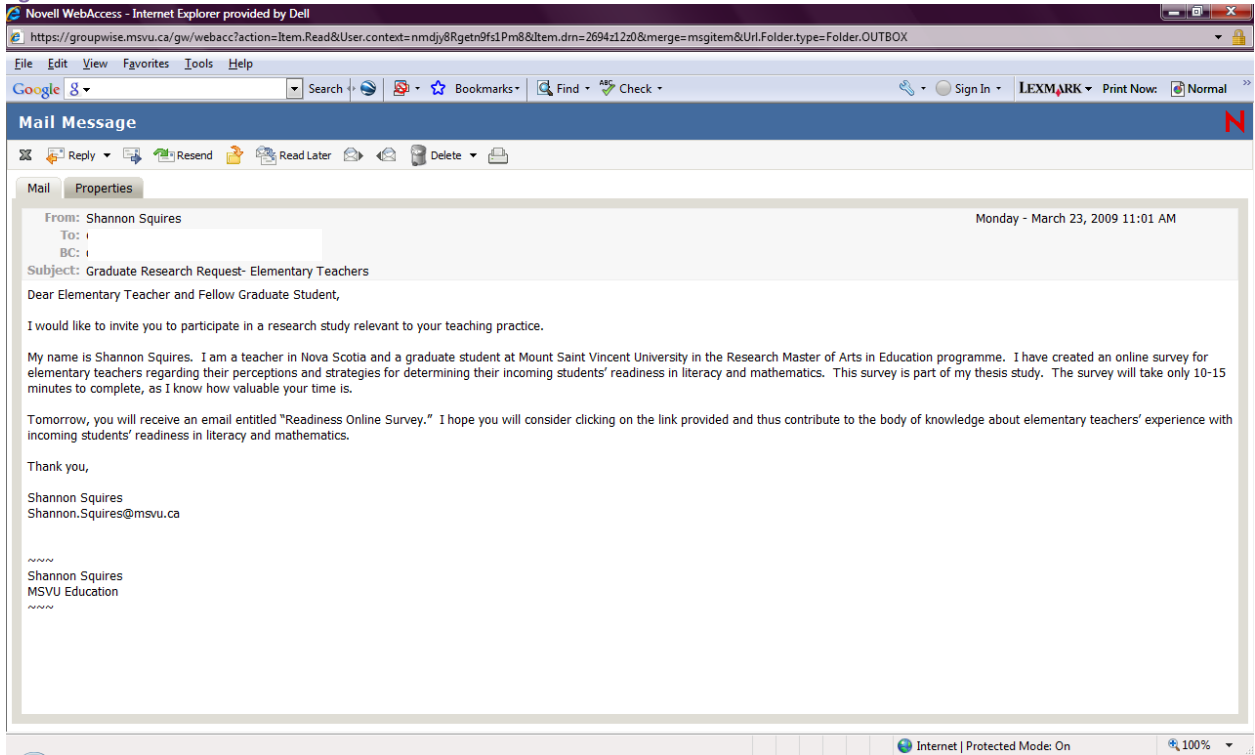 Novell WebAccess - Internet Explorer provided by Dell
https://groupwise.msvu.ca/gw/webacc?action=Item.Read&User.context=nmdjy8Rgetn9fs1Pm8&Item.drn=2694z12z0&merge=msgitem&Url.Folder.type=Folder.OUTBOX
File Edit View Favorites Tools Help
Google Search Bookmarks Find Check Sign In LEXMARK Print Now: Normal
Mail Message N
Reply Resend Read Later Delete
Mail Properties
From: Shannon Squires Monday - March 23, 2009 11:01 AM
To:
BC:
Subject: Graduate Research Request- Elementary Teachers
Dear Elementary Teacher and Fellow Graduate Student,
I would like to invite you to participate in a research study relevant to your teaching practice.
My name is Shannon Squires.  I am a teacher in Nova Scotia and a graduate student at Mount Saint Vincent University in the Research Master of Arts in Education programme.  I have created an online survey for
elementary teachers regarding their perceptions and strategies for determining their incoming students' readiness in literacy and mathematics.  This survey is part of my thesis study.  The survey will take only 10-15
minutes to complete, as I know how valuable your time is.
Tomorrow, you will receive an email entitled “Readiness Online Survey.”  I hope you will consider clicking on the link provided and thus contribute to the body of knowledge about elementary teachers' experience with
incoming students' readiness in literacy and mathematics.
Thank you,
Shannon Squires
Shannon.Squires@msvu.ca
~~~
Shannon Squires
MSVU Education
~~~
Internet | Protected Mode: On 100%